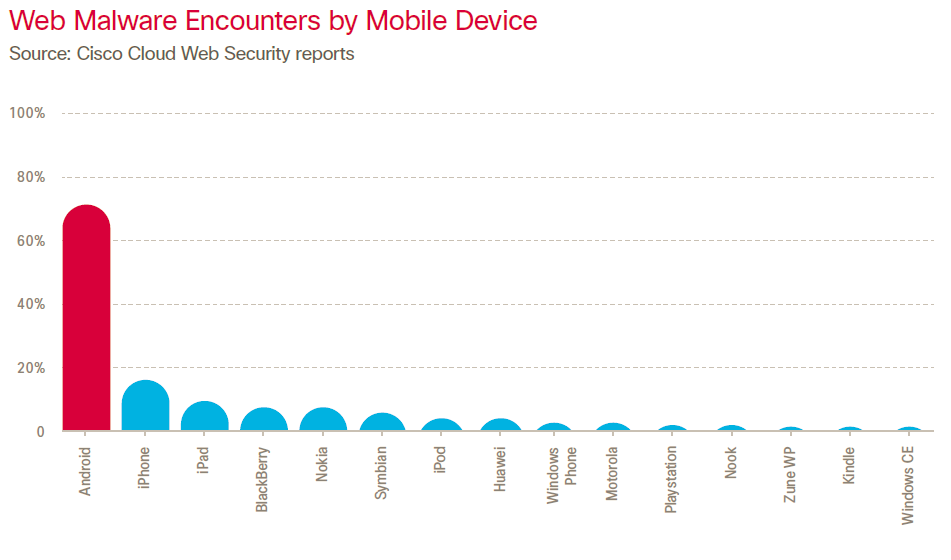 Web Malware Encounters by Mobile Device
Source: Cisco Cloud Web Security reports
100%
80%
60%
40%
20%
0
Android
iPhone
iPad
BlackBerry
Nokia
Symbian
iPod
Huawei
Windows
Phone
Motorola
Playstation
Nook
Zune WP
Kindle
Windows CE